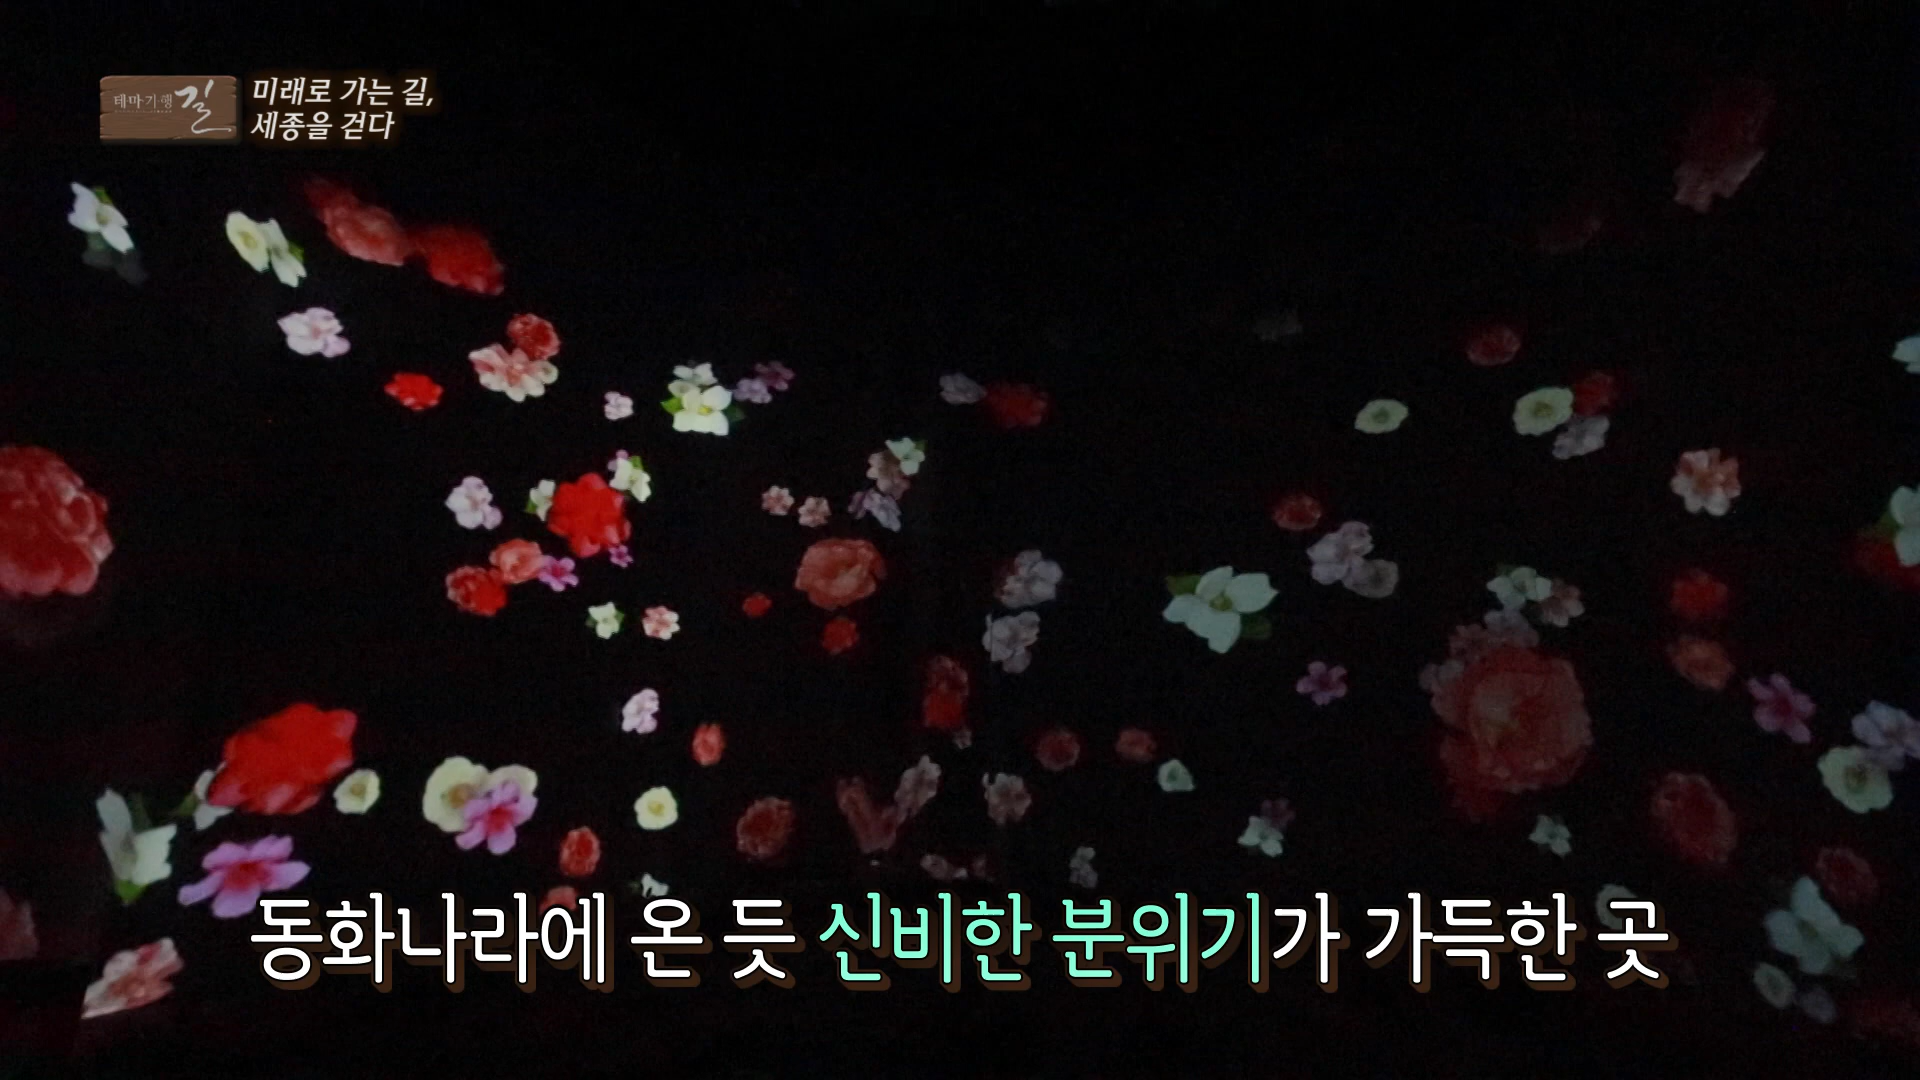 테마기행 길
미래로 가는 길,
세종을 걷다
동화나라에 온 듯 신비한 분위기가 가득한 곳